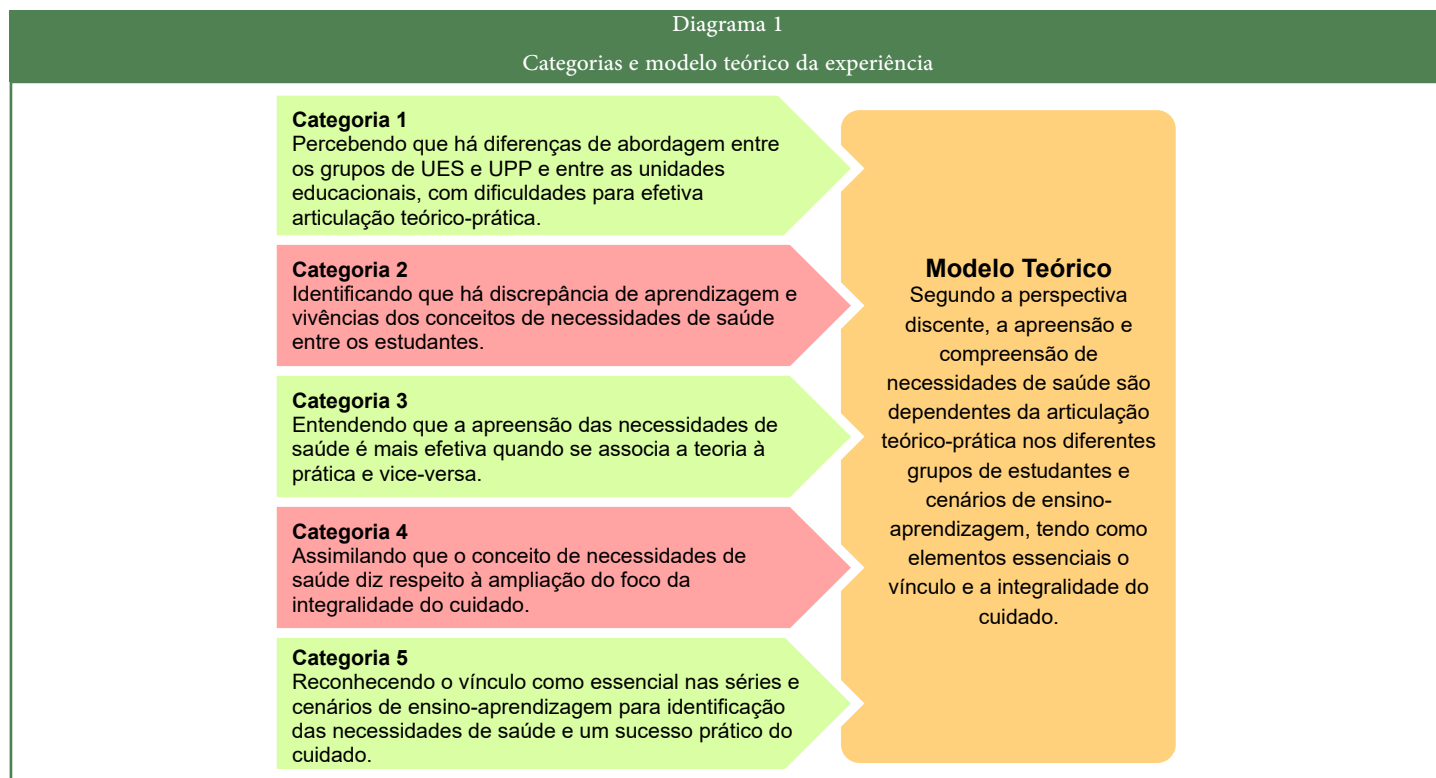 Diagrama 1
Categorias e modelo teórico da experiência
Categoria 1
Percebendo que há diferenças de abordagem entre
os grupos de UES e UPP e entre as unidades
educacionais, com dificuldades para efetiva
articulação teórico-prática.
Categoria 2
Identificando que há discrepância de aprendizagem e
vivências dos conceitos de necessidades de saúde
entre os estudantes.
Categoria 3
Entendendo que a apreensão das necessidades de
saúde é mais efetiva quando se associa a teoria à
prática e vice-versa.
Categoria 4
Assimilando que o conceito de necessidades de
saúde diz respeito à ampliação do foco da
integralidade do cuidado.
Categoria 5
Reconhecendo o vínculo como essencial nas séries e
cenários de ensino-aprendizagem para identificação
das necessidades de saúde e um sucesso prático do
cuidado.
Modelo Teórico
Segundo a perspectiva
discente, a apreensão e
compreensão de
necessidades de saúde são
dependentes da articulação
teórico-prática nos diferentes
grupos de estudantes e
cenários de ensino-
aprendizagem, tendo como
elementos essenciais o
vínculo e a integralidade do
cuidado.